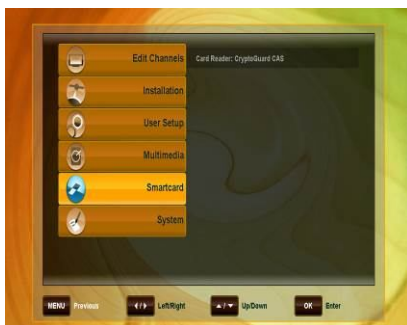 Edit Channels
Card Reader: CryptoGuard CAS
Installation
User Setup
Multimedia
Smartcard
System
MENU Previous ◄/► Left/Right ▲/▼ Up/Down OK Enter